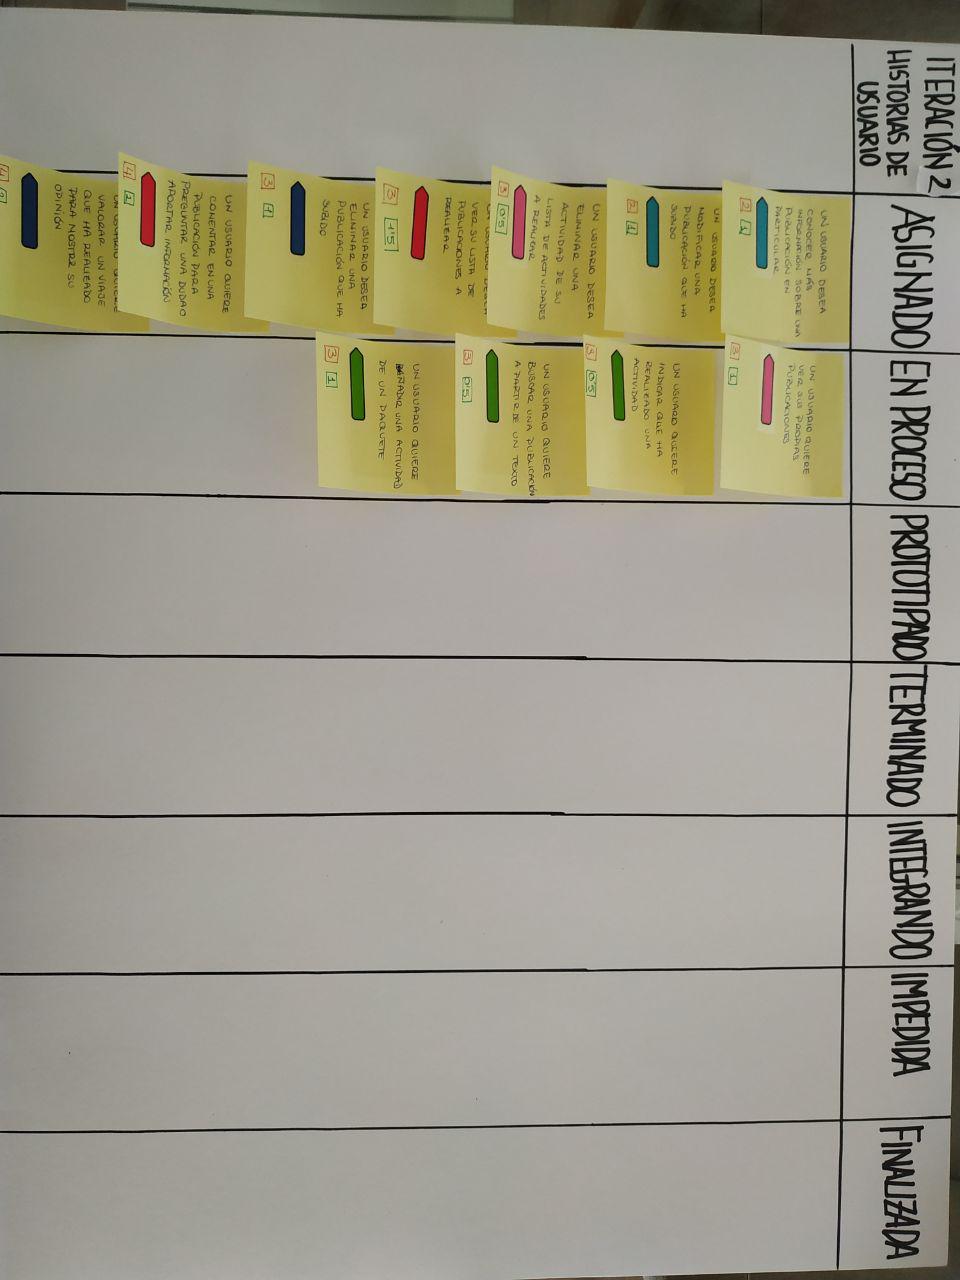 ITERACIÓN 2
HISTORIAS DE
USUARIO
ASIGNADO
EN PROCESO
PROTOTIPADO
TERMINADO
INTEGRANDO
IMPEDIDA
FINALIZADA
UN USUARIO DESEA
CONOCER MÁS
INFORMACIÓN SOBRE UNA
PUBLICACIÓN EN
PARTICULAR
2 1
UN USUARIO DESEA
MODIFICAR UNA
PUBLICACIÓN QUE HA
SUBIDO
2 1
UN USUARIO DESEA
ELIMINAR UNA
ACTIVIDAD DE SU
LISTA DE ACTIVIDADES
A REALIZAR
3 0'5
UN USUARIO DESEA
VER SU LISTA DE
PUBLICACIONES A
REALIZAR
3 1'5
UN USUARIO DESEA
ELIMINAR UNA
PUBLICACIÓN QUE HA
SUBIDO
3 1
UN USUARIO QUIERE
COMENTAR EN UNA
PUBLICACIÓN PARA
PREGUNTAR UNA DUDA O
APORTAR INFORMACIÓN
4 2
UN USUARIO QUIERE
VALORAR UN VIAJE
QUE HA REALIZADO
PARA MOSTRAR SU
OPINIÓN
4
UN USUARIO QUIERE
VER SUS PROPIAS
PUBLICACIONES
3 1
UN USUARIO QUIERE
INDICAR QUE HA
REALIZADO UNA
ACTIVIDAD
3 0'5
UN USUARIO QUIERE
BUSCAR UNA PUBLICACIÓN
A PARTIR DE UN TEXTO
3 0'5
UN USUARIO QUIERE
AÑADIR UNA ACTIVIDAD
DE UN PAQUETE
3 1